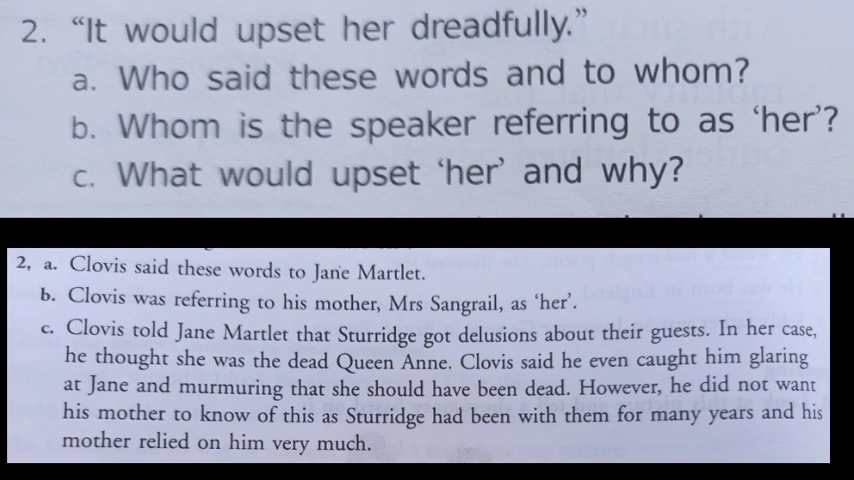 2. “It would upset her dreadfully.”
a. Who said these words and to whom?
b. Whom is the speaker referring to as ‘her’?
c. What would upset ‘her’ and why?
2, a. Clovis said these words to Jane Martlet.
b. Clovis was referring to his mother, Mrs Sangrail, as ‘her’.
c. Clovis told Jane Martlet that Sturridge got delusions about their guests. In her case,
he thought she was the dead Queen Anne. Clovis said he even caught him glaring
at Jane and murmuring that she should have been dead. However, he did not want
his mother to know of this as Sturridge had been with them for many years and his
mother relied on him very much.